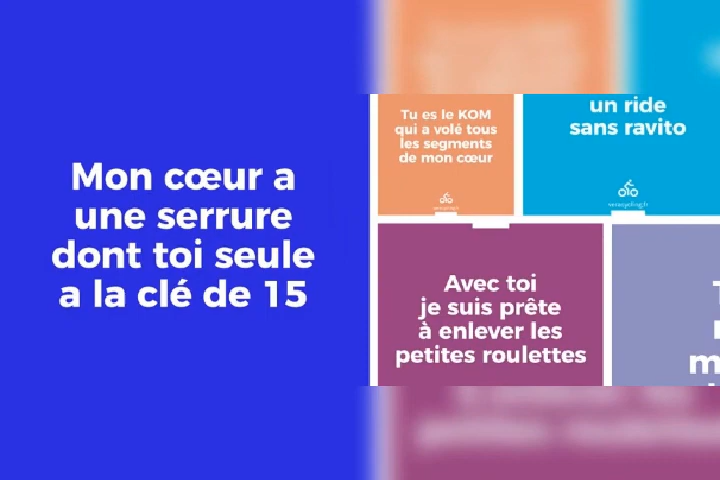 Mon cœur a
une serrure
dont toi seule
a la clé de 15
Tu es le KOM
qui a volé tous
les segments
de mon cœur
un ride
sans ravito
Avec toi
je suis prête
à enlever les
petites roulettes